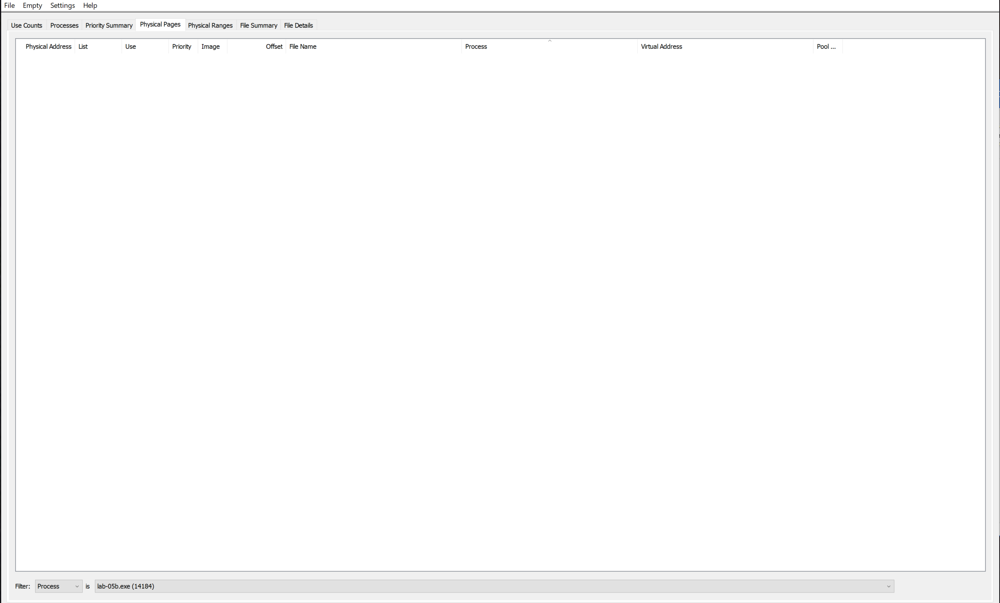 File Empty Settings Help
Use Counts Processes Priority Summary Physical Pages Physical Ranges File Summary File Details
Physical Address List Use Priority Image Offset File Name Process Virtual Address Pool ...
Filter: Process is lab-05b.exe (14184)